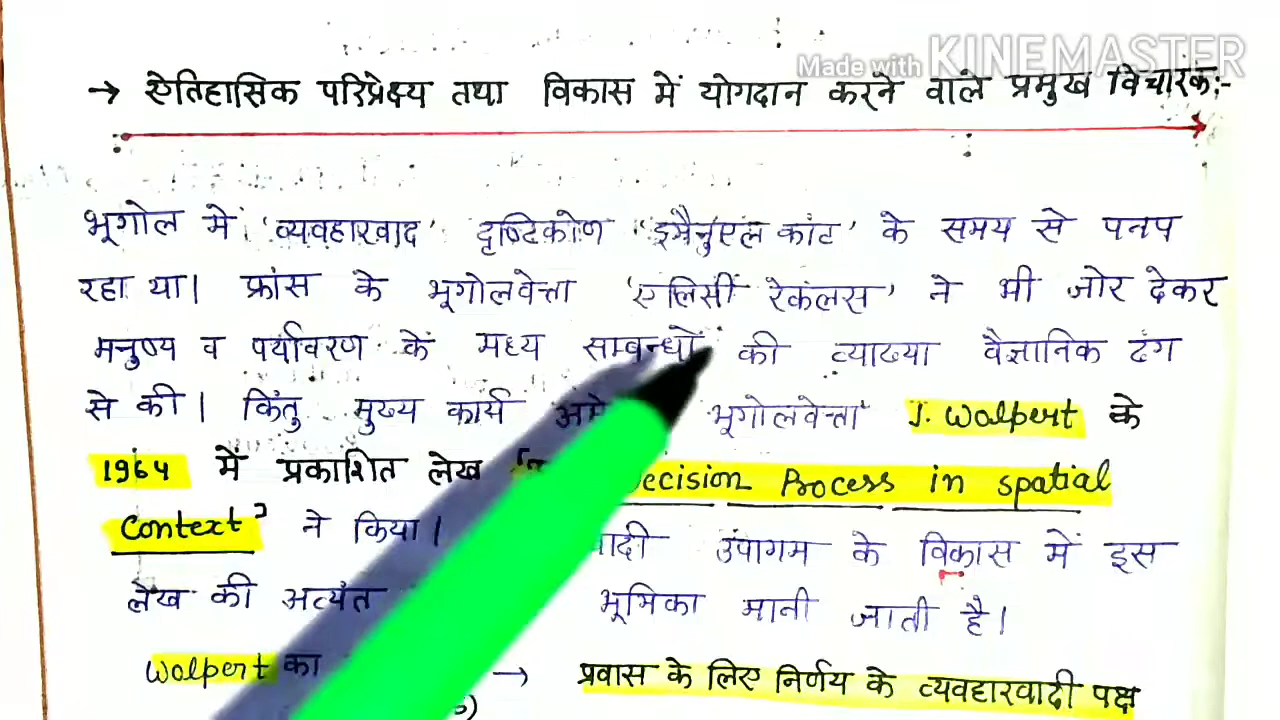 Made with KINEMASTER
→ ऐतिहासिक परिप्रेक्ष्य तथा विकास में योगदान करने वाले प्रमुख विचारक:-
भूगोल में 'व्यवहारवाद' दृष्टिकोण 'इमैनुएल कांट' के समय से पनप
रहा था। फ्रांस के भूगोलवेत्ता 'एलिसी रेकलस' ने भी जोर देकर
मनुष्य व पर्यावरण के मध्य सम्बन्धों की व्याख्या वैज्ञानिक ढंग
से की। किंतु मुख्य कार्य भूगोलवेत्ता J. Walpert के
1964 में प्रकाशित लेख ecision Process in spatial
Context' ने किया। वादी उपागम के विकास में इस
लेख की अत्यंत भूमिका मानी जाती है।
Walpert का → प्रवास के लिए निर्णय के व्यवहारवादी पक्ष